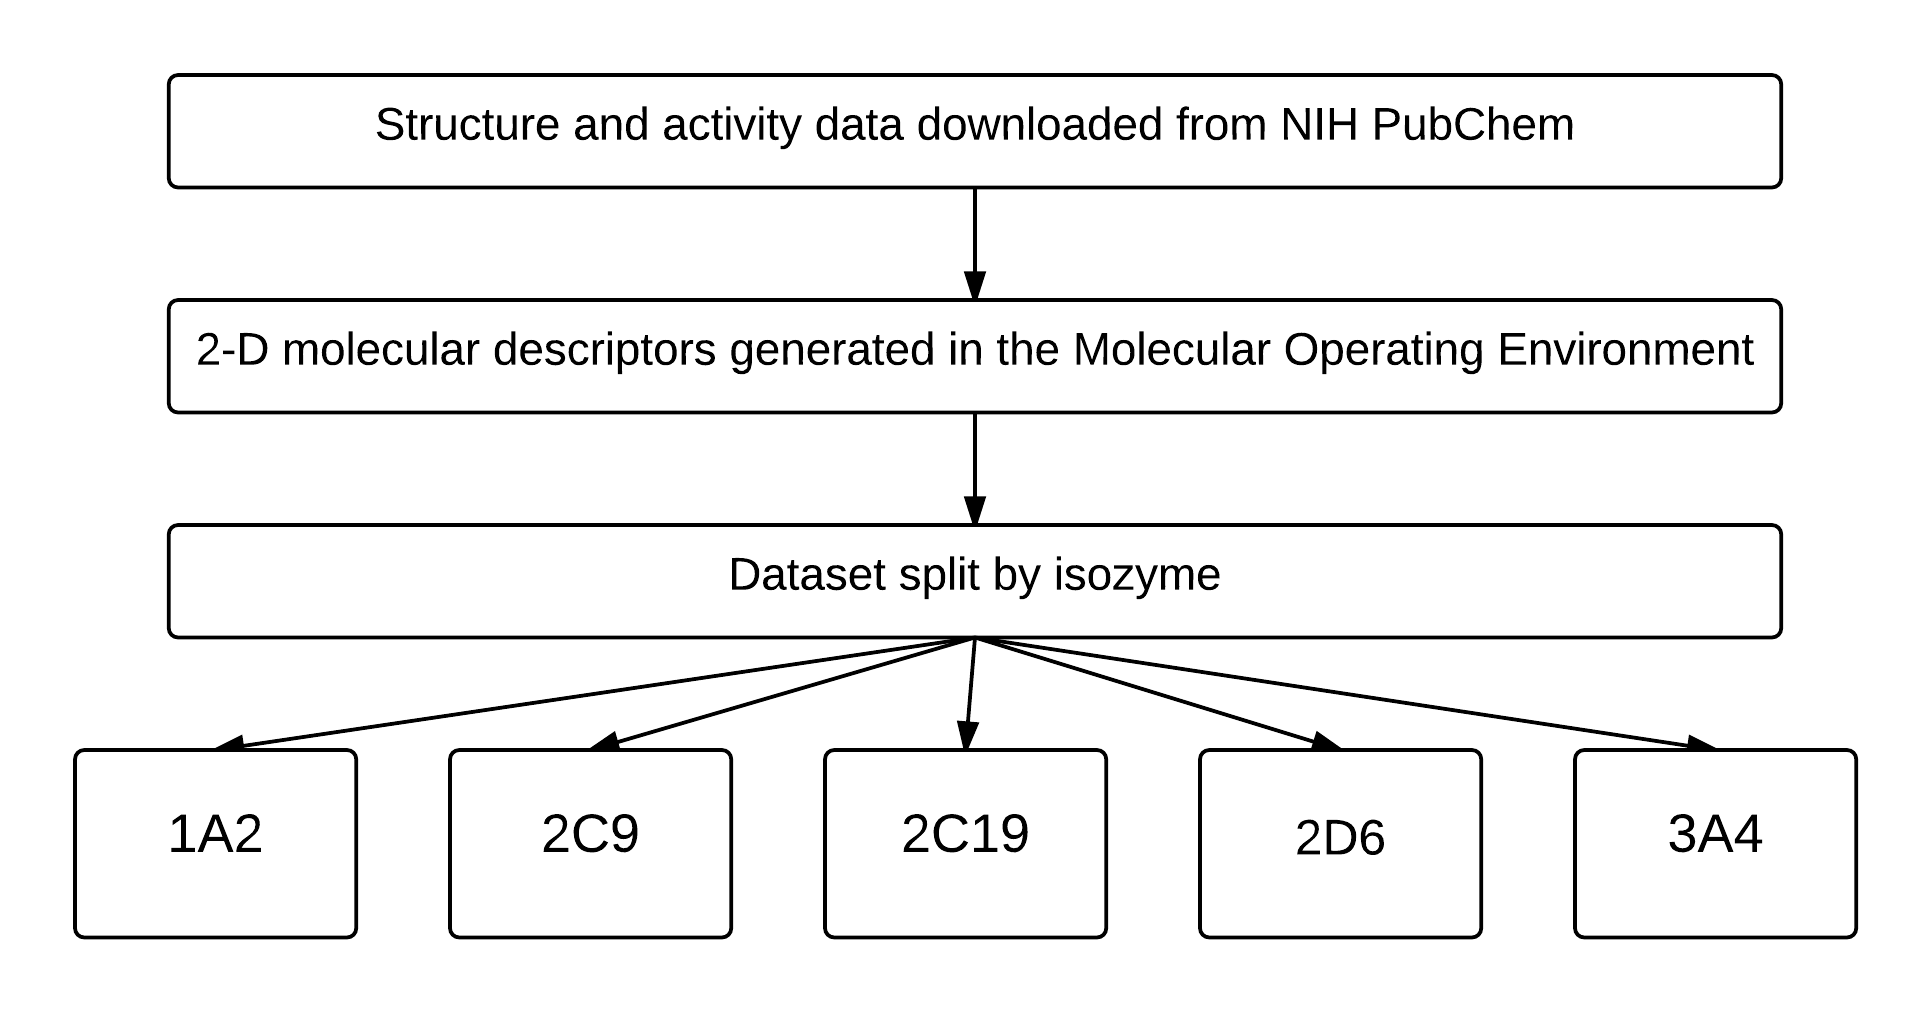 Structure and activity data downloaded from NIH PubChem
2-D molecular descriptors generated in the Molecular Operating Environment
Dataset split by isozyme
1A2
2C9
2C19
2D6
3A4